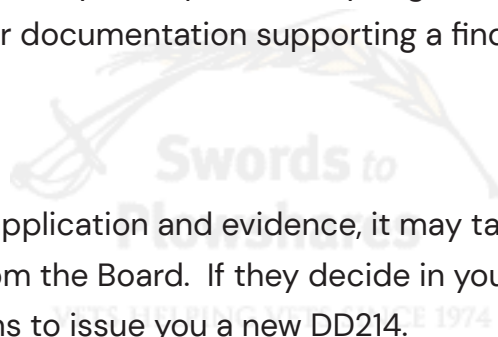 r documentation supporting a find
Swords to
Plowshares
pplication and evidence, it may ta
om the Board.  If they decide in you
VETS HELPING VETS SINCE 1974
ns to issue you a new DD214.